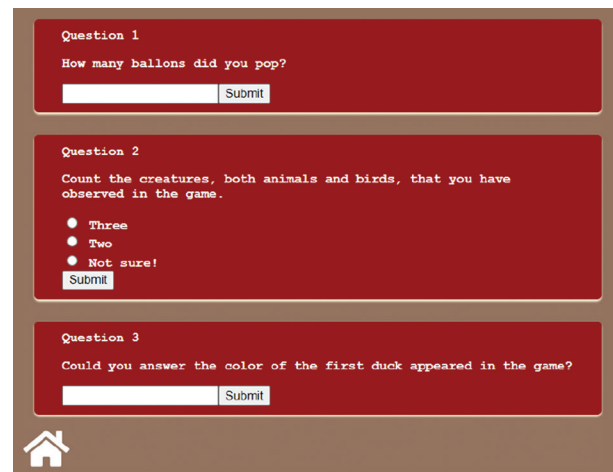 Question 1
How many ballons did you pop?
Submit
Question 2
Count the creatures, both animals and birds, that you have
observed in the game.
Three
Two
Not sure!
Submit
Question 3
Could you answer the color of the first duck appeared in the game?
Submit